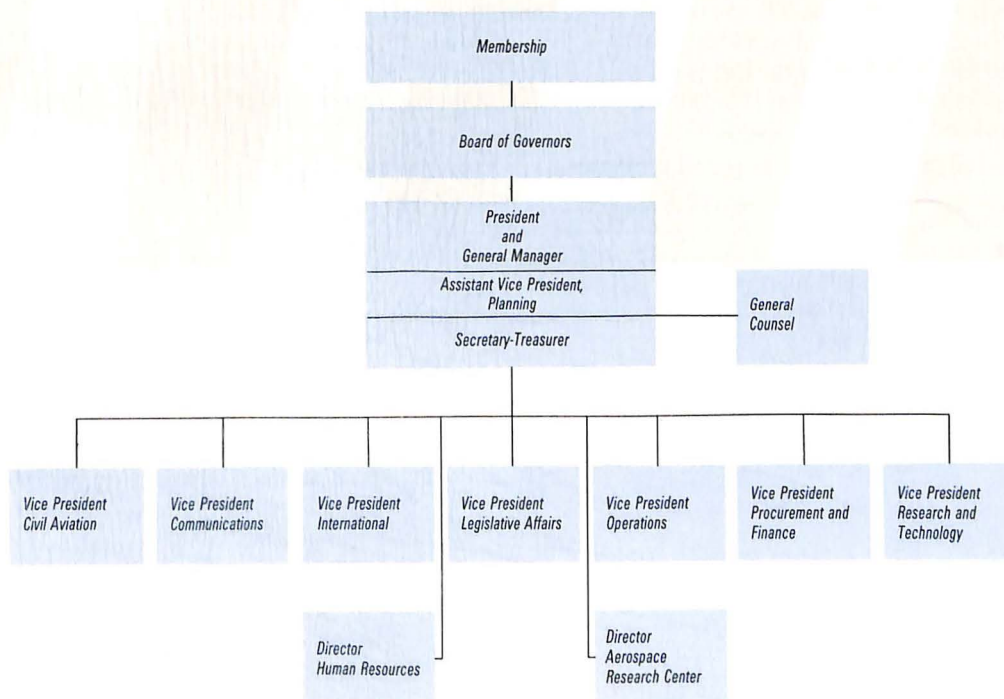 Membership
Board of Governors
President
and
General Manager
Assistant Vice President,
Planning
Secretary-Treasurer
General
Counsel
Vice President
Civil Aviation
Vice President
Communications
Vice President
International
Vice President
Legislative Affairs
Vice President
Operations
Vice President
Procurement and
Finance
Vice President
Research and
Technology
Director
Human Resources
Director
Aerospace
Research Center